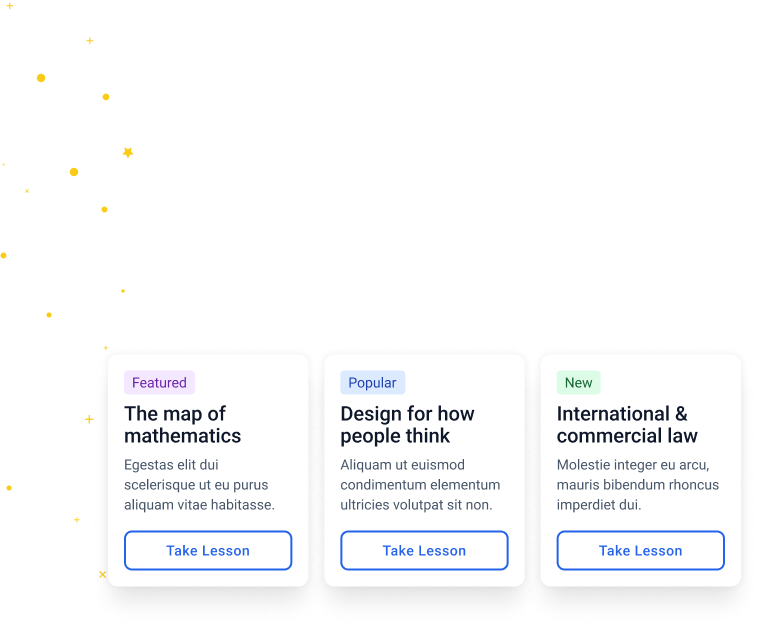 Featured
The map of
mathematics
Egestas elit dui
scelerisque ut eu purus
aliquam vitae habitasse.
Take Lesson
Popular
Design for how
people think
Aliquam ut euismod
condimentum elementum
ultricies volutpat sit non.
Take Lesson
New
International &
commercial law
Molestie integer eu arcu,
mauris bibendum rhoncus
imperdiet dui.
Take Lesson